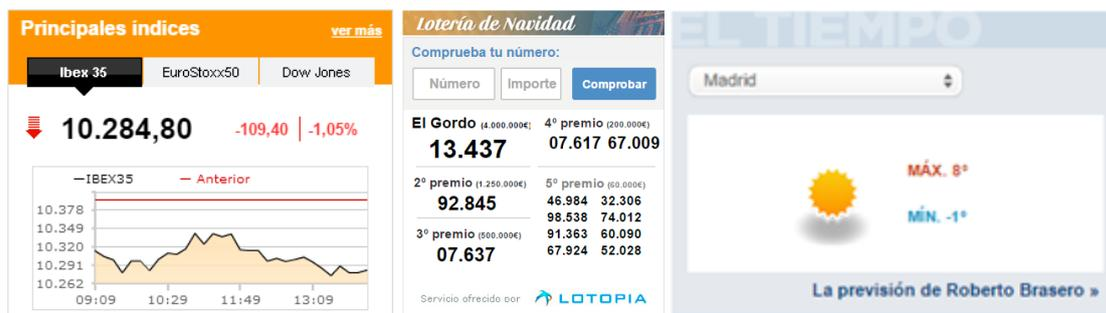 Principales índices ver más
Ibex 35 EuroStoxx50 Dow Jones
10.284,80 -109,40 -1,05%
IBEX35 Anterior
10.378
10.349
10.320
10.291
10.262
09:09 10:29 11:49 13:09
Lotería de Navidad
Comprueba tu número:
Número Importe Comprobar
El Gordo (4.000.000€)
13.437
4º premio (200.000€)
07.617 67.009
2º premio (1.250.000€)
92.845
3º premio (500.000€)
07.637
5º premio (60.000€)
46.984 32.306
98.538 74.012
91.363 60.090
67.924 52.028
Servicio ofrecido por LOTOPIA
EL TIEMPO
Madrid
MÁX. 8º
MÍN. -1º
La previsión de Roberto Brasero »